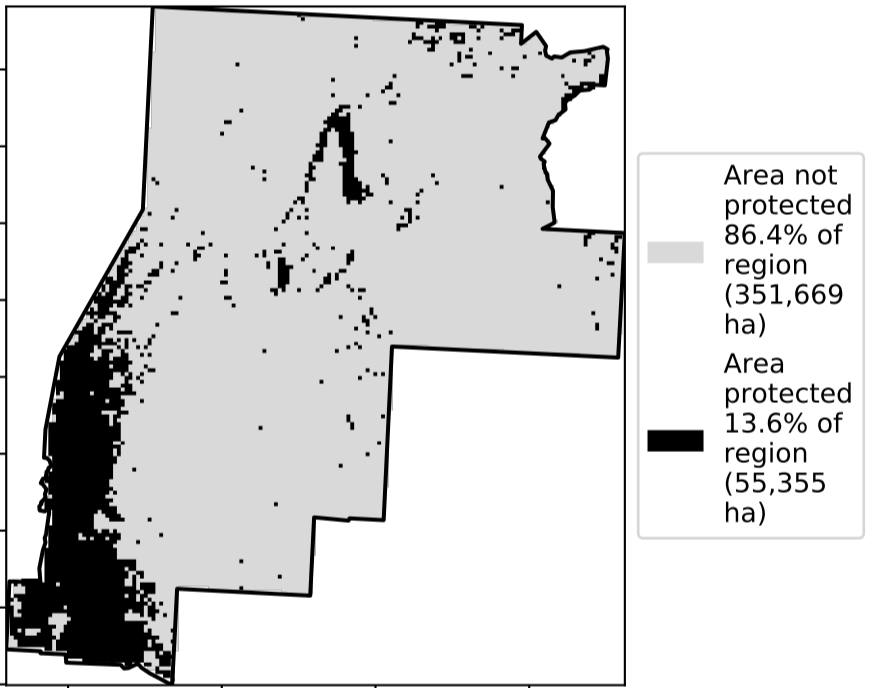 Area not
protected
86.4% of
region
(351,669
ha)
Area
protected
13.6% of
region
(55,355
ha)